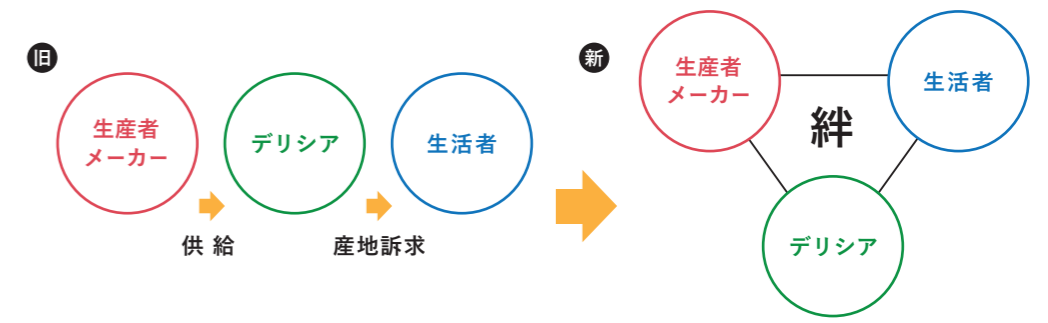 旧
生産者
メーカー
デリシア
生活者
供 給
産地訴求
新
生産者
メーカー
生活者
絆
デリシア